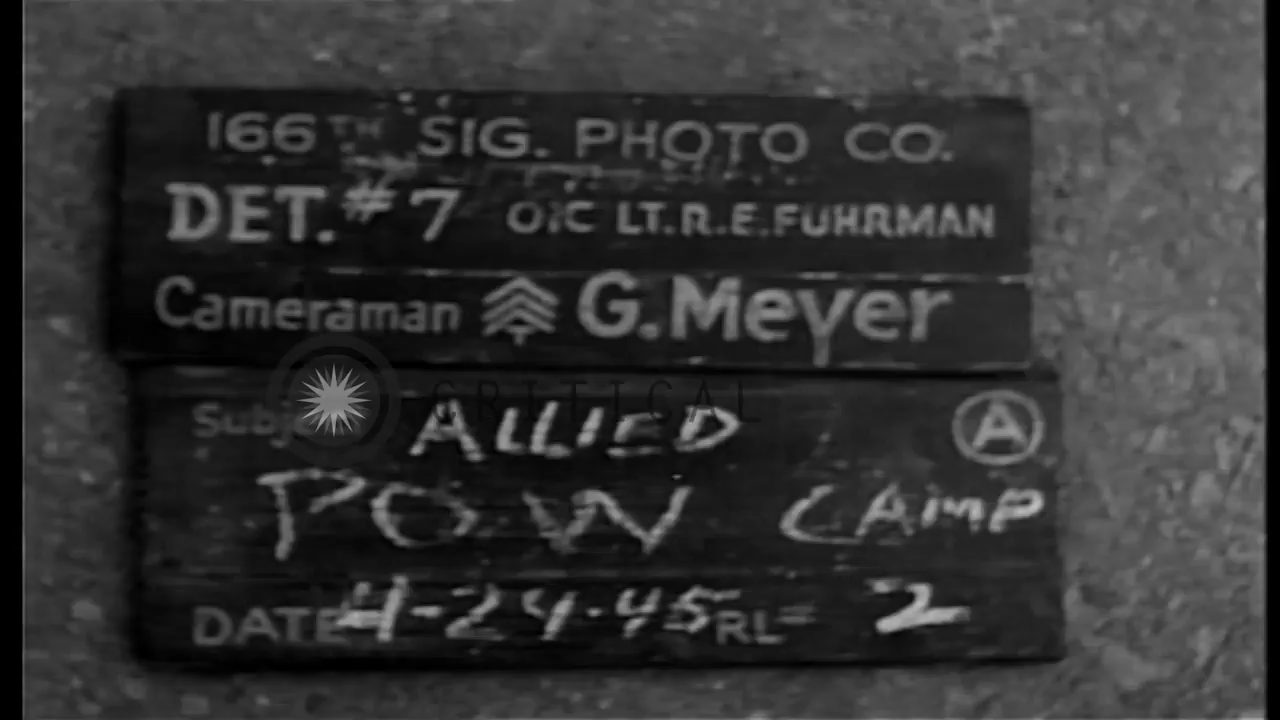 166TH SIG. PHOTO CO.
DET. #7 O.C LT. R.E. FUHRMAN
Cameraman G. Meyer
CRITICAL
Subj ALLIED A
POW CAMP
DATE 4-24-45 RL= 2